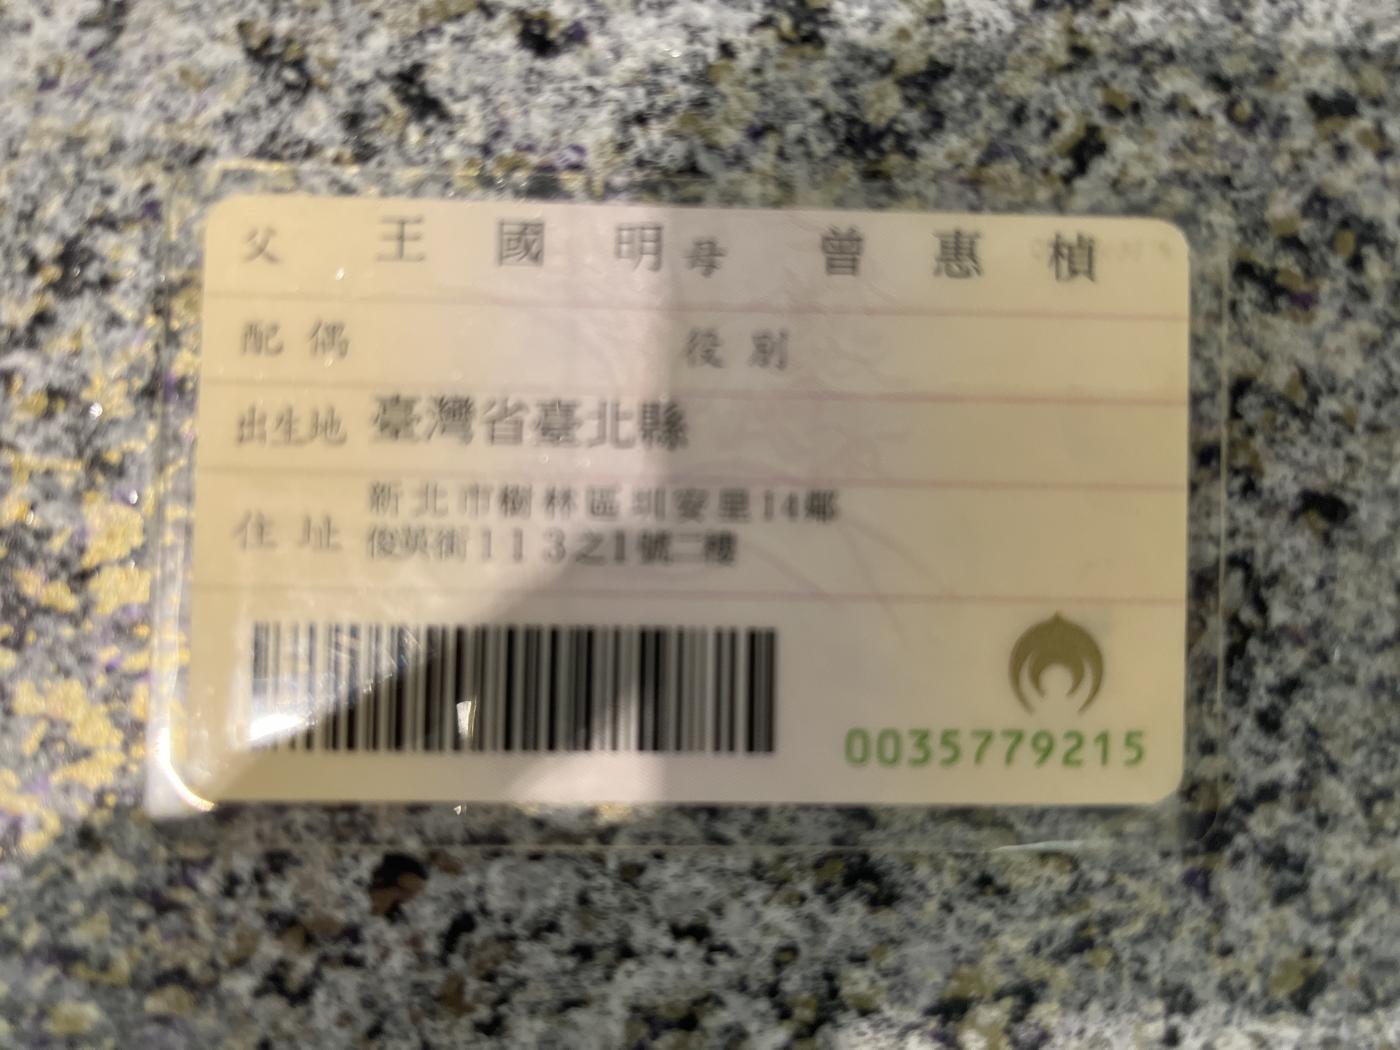 父 王國明 母 曾惠楨
配偶 役別
出生地 臺灣省臺北縣
住址 新北市樹林區圳安里14鄰
俊英街113之1號二樓
0035779215